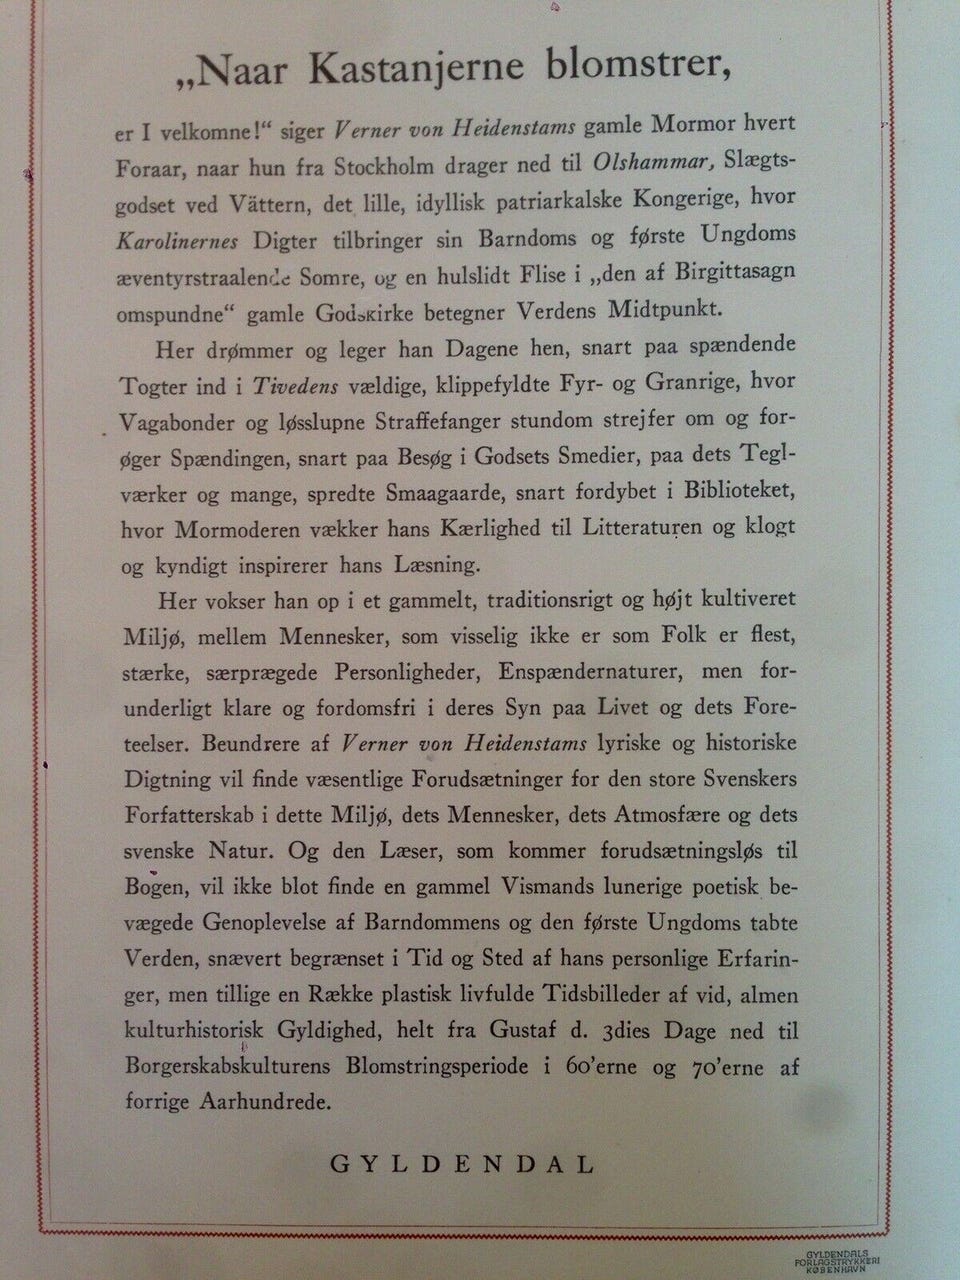 „Naar Kastanjerne blomstrer,
er I velkomne!“ siger Verner von Heidenstams gamle Mormor hvert
Foraar, naar hun fra Stockholm drager ned til Olshammar, Slægts-
godset ved Vättern, det lille, idyllisk patriarkalske Kongerige, hvor
Karolinernes Digter tilbringer sin Barndoms og første Ungdoms
æventyrstraalende Somre, og en hulslidt Flise i „den af Birgittasagn
omspundne“ gamle Godskirke betegner Verdens Midtpunkt.
Her drømmer og leger han Dagene hen, snart paa spændende
Togter ind i Tivedens vældige, klippefyldte Fyr- og Granrige, hvor
Vagabonder og løsslupne Straffefanger stundom strejfer om og for-
øger Spændingen, snart paa Besøg i Godsets Smedier, paa dets Tegl-
værker og mange, spredte Smaagaarde, snart fordybet i Biblioteket,
hvor Mormoderen vækker hans Kærlighed til Litteraturen og klogt
og kyndigt inspirerer hans Læsning.
Her vokser han op i et gammelt, traditionsrigt og højt kultiveret
Miljø, mellem Mennesker, som visselig ikke er som Folk er flest,
stærke, særprægede Personligheder, Enspændernaturer, men for-
underligt klare og fordomsfri i deres Syn paa Livet og dets Fore-
teelser. Beundrere af Verner von Heidenstams lyriske og historiske
Digtning vil finde væsentlige Forudsætninger for den store Svenskers
Forfatterskab i dette Miljø, dets Mennesker, dets Atmosfære og dets
svenske Natur. Og den Læser, som kommer forudsætningsløs til
Bogen, vil ikke blot finde en gammel Vismands lunerige poetisk be-
vægede Genoplevelse af Barndommens og den første Ungdoms tabte
Verden, snævert begrænset i Tid og Sted af hans personlige Erfarin-
ger, men tillige en Række plastisk livfulde Tidsbilleder af vid, almen
kulturhistorisk Gyldighed, helt fra Gustaf d. 3dies Dage ned til
Borgerskabskulturens Blomstringsperiode i 60’erne og 70’erne af
forrige Aarhundrede.
GYLDENDAL
GYLDENDALS
FORLAGSTRYKKERI
KØBENHAVN